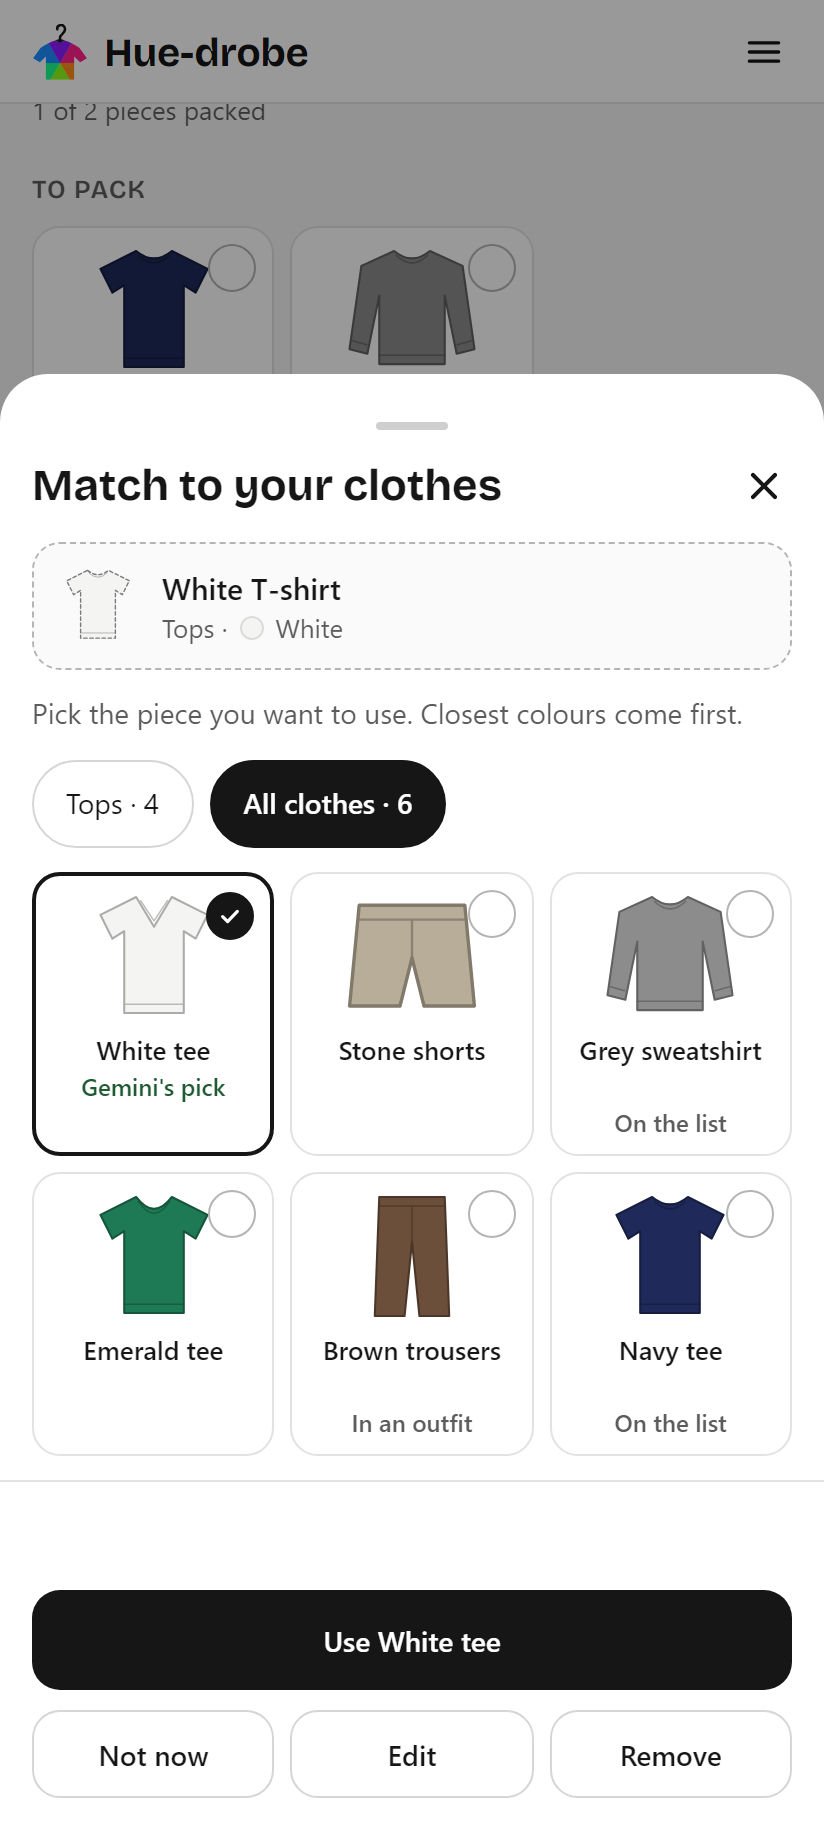 Hue-drobe
1 of 2 pieces packed
TO PACK
Match to your clothes
White T-shirt
Tops · White
Pick the piece you want to use. Closest colours come first.
Tops · 4
All clothes · 6
White tee
Gemini's pick
Stone shorts
Grey sweatshirt
On the list
Emerald tee
Brown trousers
In an outfit
Navy tee
On the list
Use White tee
Not now
Edit
Remove